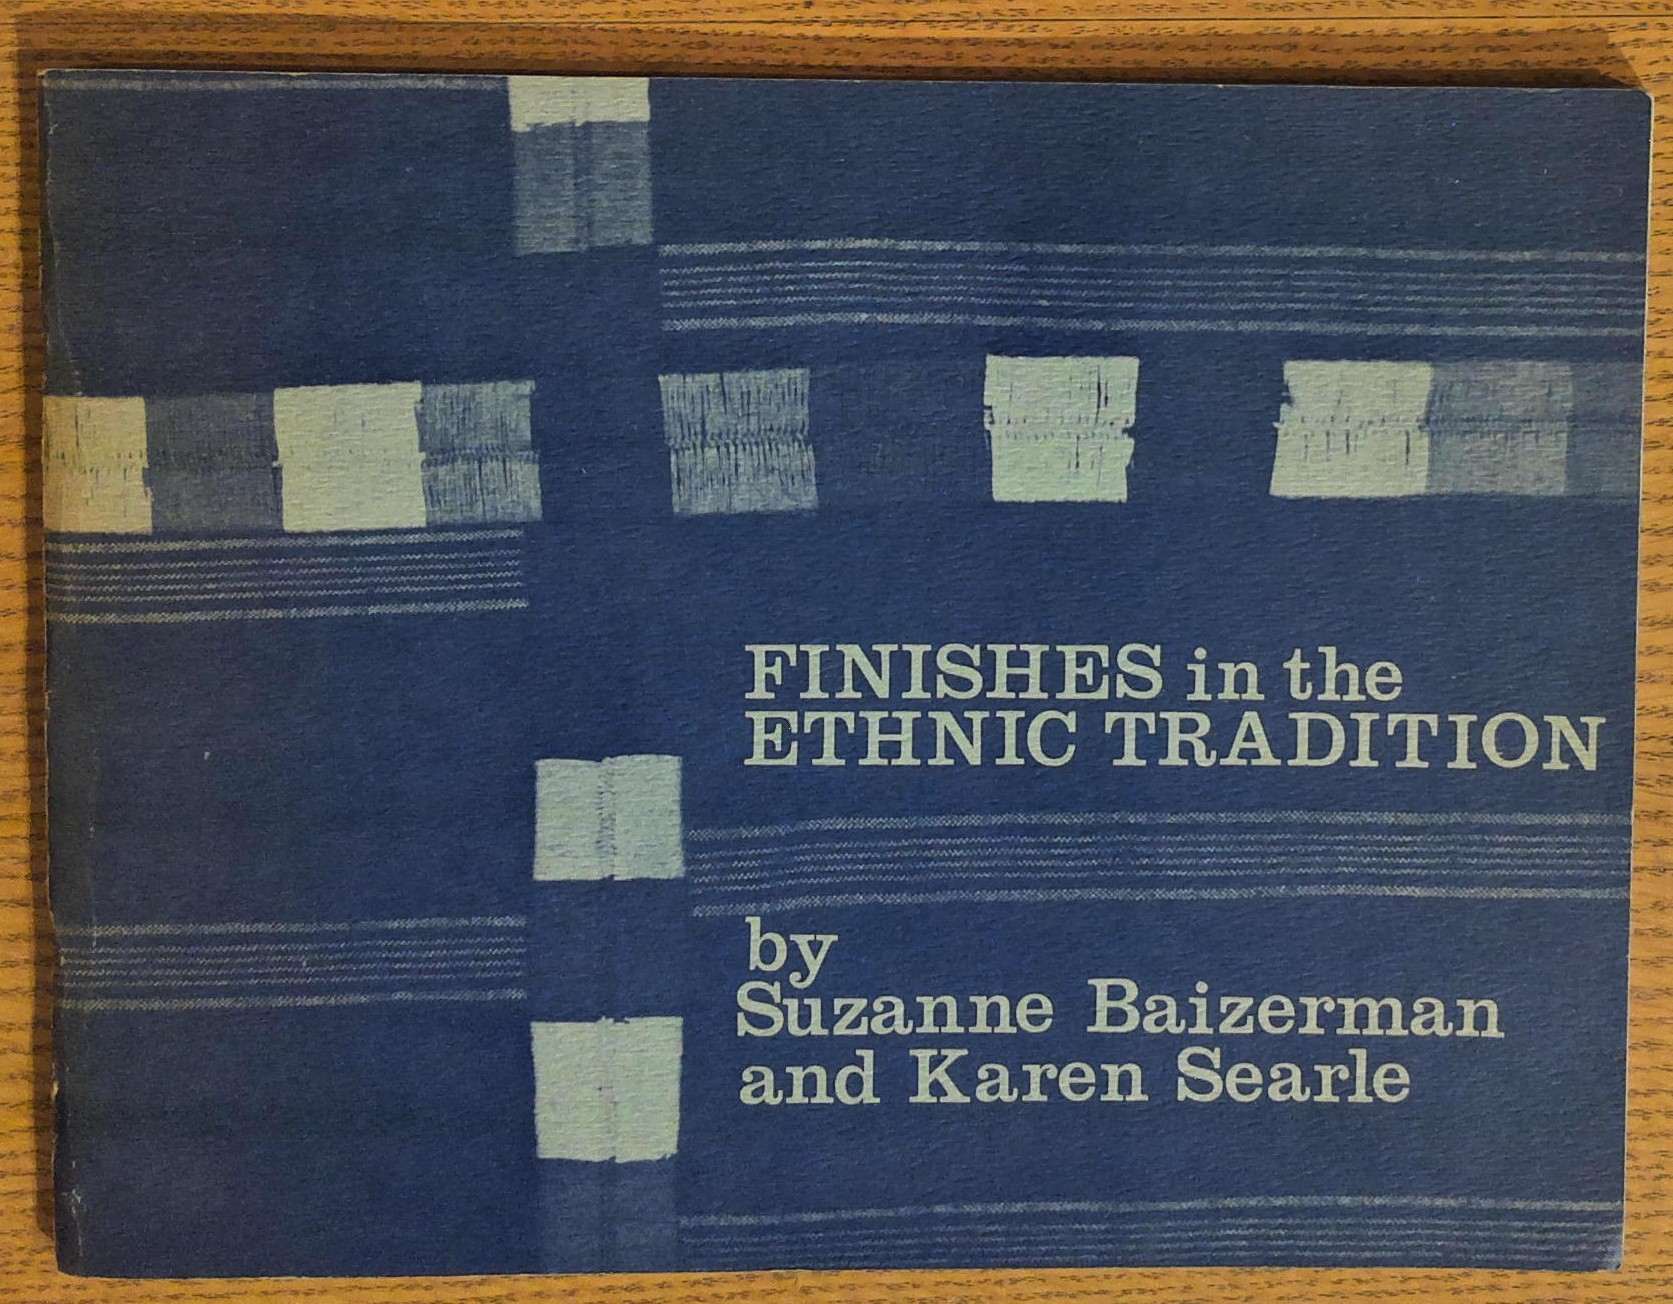 FINISHES in the
ETHNIC TRADITION
by
Suzanne Baizerman
and Karen Searle